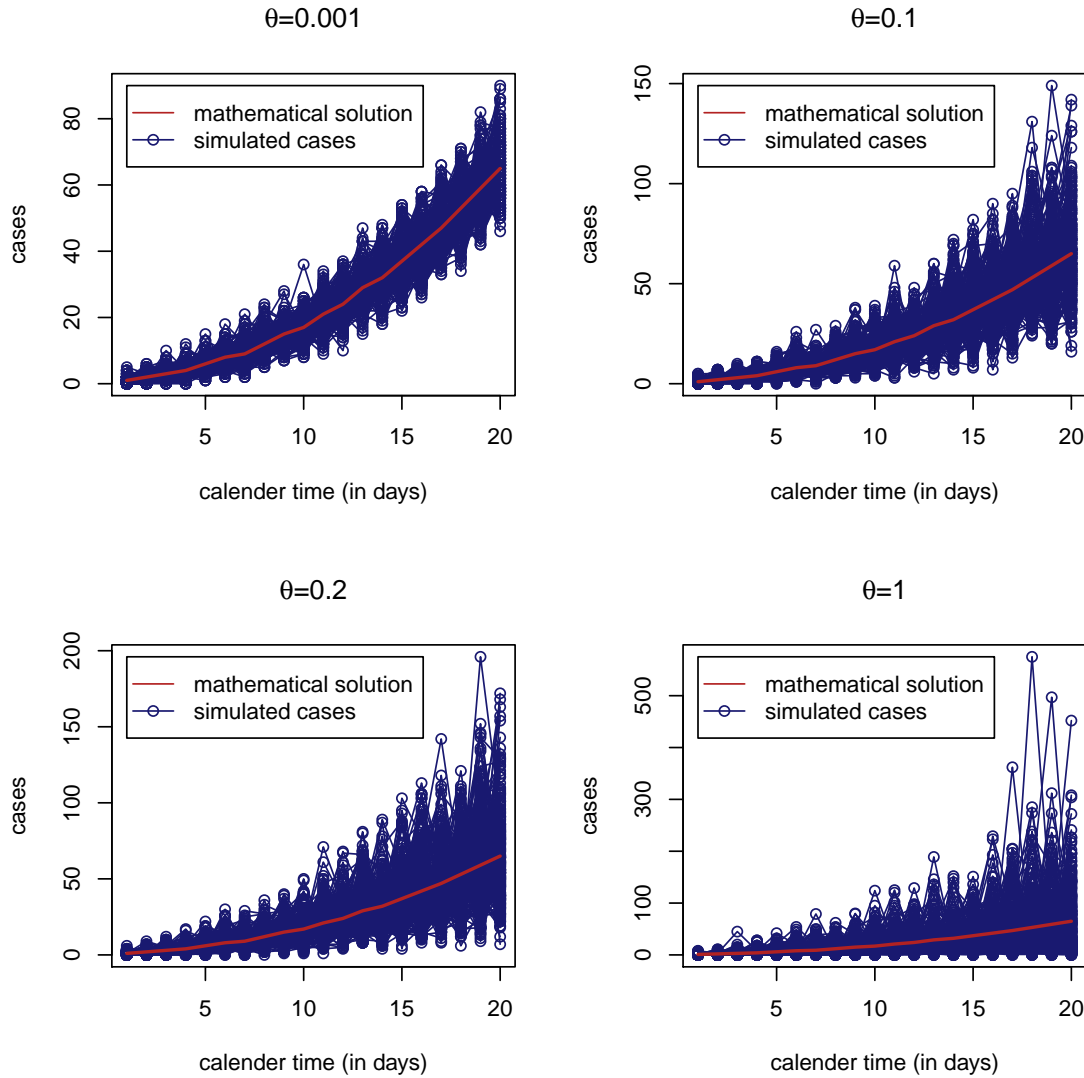 θ=0.001
mathematical solution
simulated cases
cases
0 20 40 60 80
5 10 15 20
calender time (in days)
θ=0.1
mathematical solution
simulated cases
cases
0 50 100 150
5 10 15 20
calender time (in days)
θ=0.2
mathematical solution
simulated cases
cases
0 50 100 150 200
5 10 15 20
calender time (in days)
θ=1
mathematical solution
simulated cases
cases
0 100 300 500
5 10 15 20
calender time (in days)